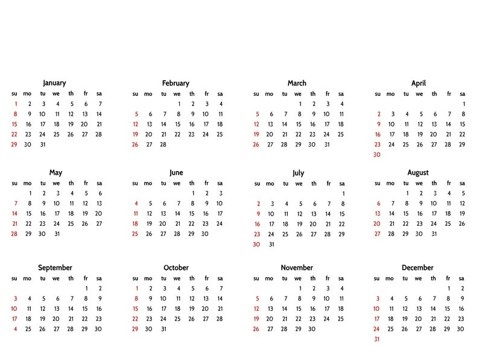 January
su mo tu we th fr sa
1 2 3 4 5 6 7
8 9 10 11 12 13 14
15 16 17 18 19 20 21
22 23 24 25 26 27 28
29 30 31
February
su mo tu we th fr sa
1 2 3 4
5 6 7 8 9 10 11
12 13 14 15 16 17 18
19 20 21 22 23 24 25
26 27 28
March
su mo tu we th fr sa
1 2 3 4
5 6 7 8 9 10 11
12 13 14 15 16 17 18
19 20 21 22 23 24 25
26 27 28 29 30 31
April
su mo tu we th fr sa
1
2 3 4 5 6 7 8
9 10 11 12 13 14 15
16 17 18 19 20 21 22
23 24 25 26 27 28 29
30
May
su mo tu we th fr sa
1 2 3 4 5 6
7 8 9 10 11 12 13
14 15 16 17 18 19 20
21 22 23 24 25 26 27
28 29 30 31
June
su mo tu we th fr sa
1 2 3
4 5 6 7 8 9 10
11 12 13 14 15 16 17
18 19 20 21 22 23 24
25 26 27 28 29 30
July
su mo tu we th fr sa
1
2 3 4 5 6 7 8
9 10 11 12 13 14 15
16 17 18 19 20 21 22
23 24 25 26 27 28 29
30 31
August
su mo tu we th fr sa
1 2 3 4 5
6 7 8 9 10 11 12
13 14 15 16 17 18 19
20 21 22 23 24 25 26
27 28 29 30 31
September
su mo tu we th fr sa
1 2
3 4 5 6 7 8 9
10 11 12 13 14 15 16
17 18 19 20 21 22 23
4 25 26 27 28 29 30
October
su mo tu we th fr sa
1 2 3 4 5 6 7
8 9 10 11 12 13 14
15 16 17 18 19 20 21
22 23 24 25 26 27 28
29 30 31
November
su mo tu we th fr sa
1 2 3 4
5 6 7 8 9 10 11
12 13 14 15 16 17 18
19 20 21 22 23 24 25
26 27 28 29 30
December
su mo tu we th fr sa
1 2
3 4 5 6 7 8 9
10 11 12 13 14 15 16
17 18 19 20 21 22 23
24 25 26 27 28 29 30
31